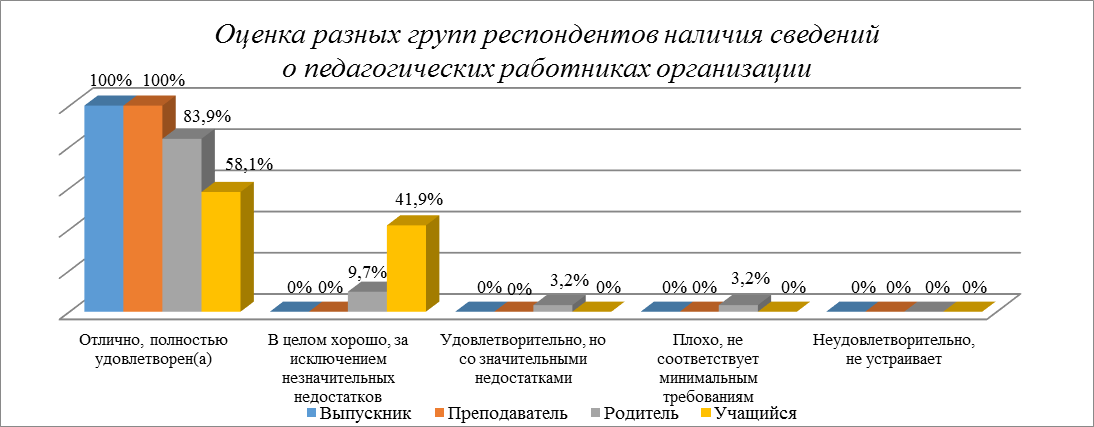 Оценка разных групп респондентов наличия сведений
о педагогических работниках организации
100% 100%
83,9%
58,1%
41,9%
0% 0% 9,7%
0% 0% 3,2% 0%
0% 0% 3,2% 0%
0% 0% 0% 0%
Отлично, полностью
удовлетворен(а)
В целом хорошо, за
исключением
незначительных
недостатков
Удовлетворительно, но
со значительными
недостатками
Плохо, не
соответствует
минимальным
требованиям
Неудовлетворительно,
не устраивает
Выпускник Преподаватель Родитель Учащийся